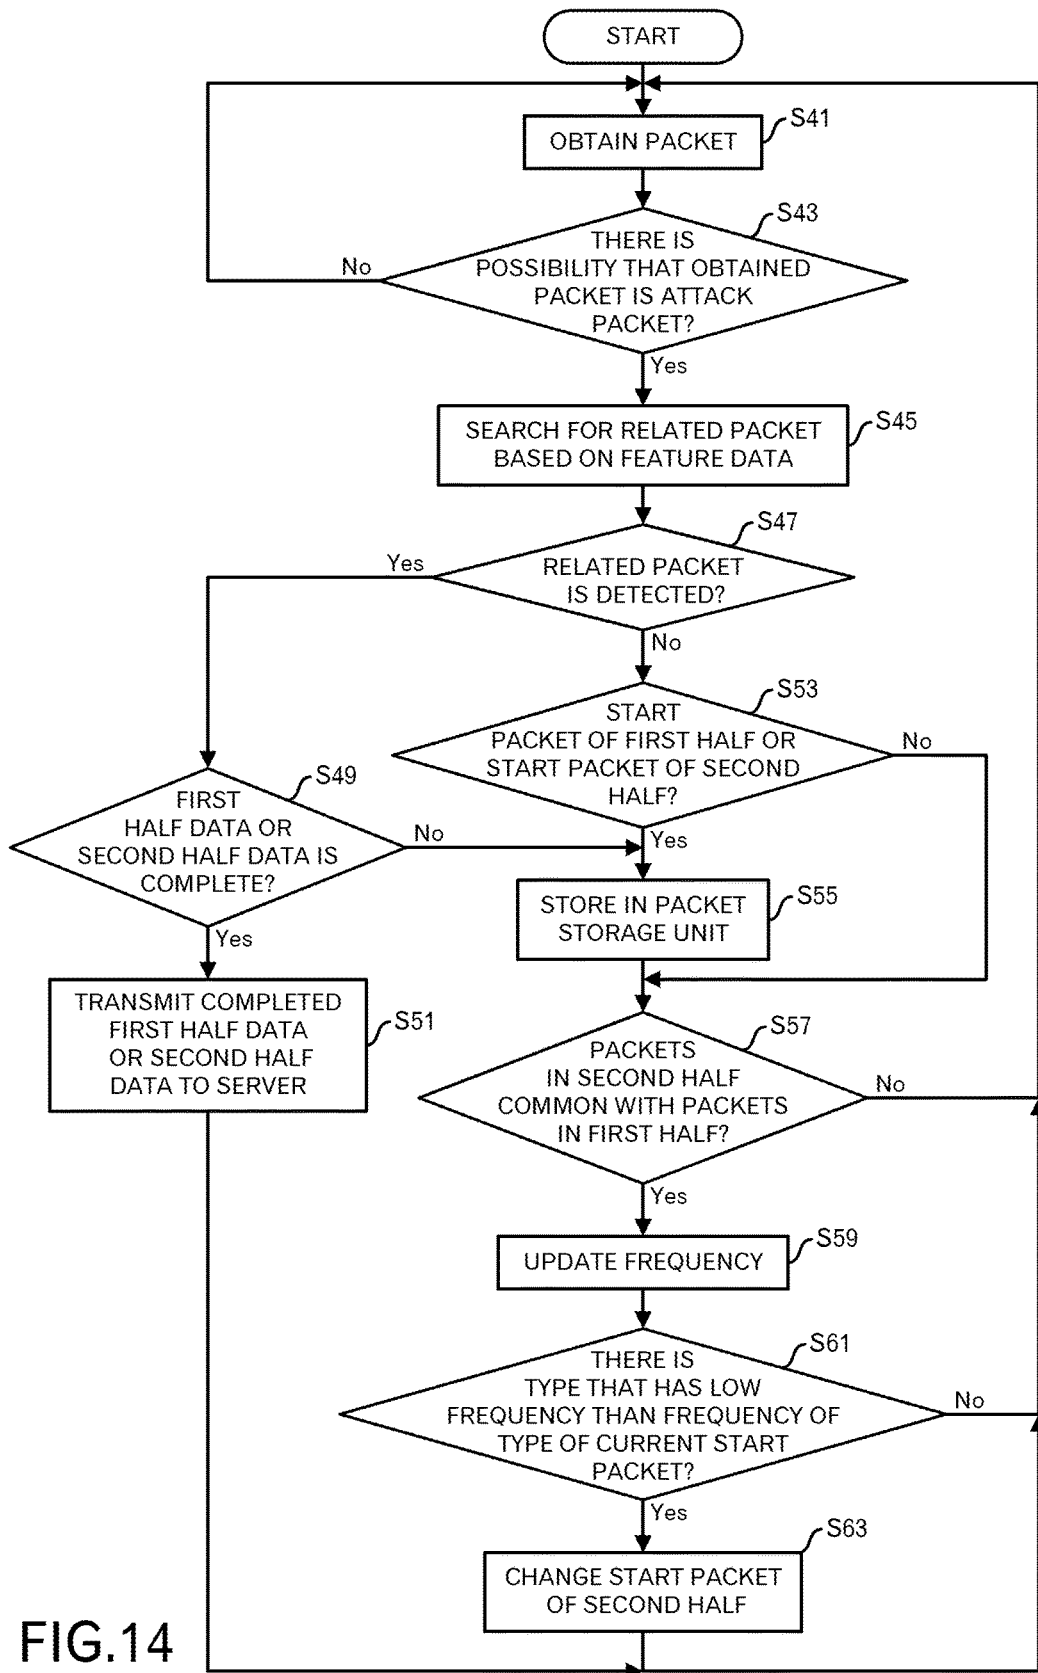 START
OBTAIN PACKET
S41
THERE IS
POSSIBILITY THAT OBTAINED
PACKET IS ATTACK
PACKET?
S43
No
Yes
SEARCH FOR RELATED PACKET
BASED ON FEATURE DATA
S45
RELATED PACKET
IS DETECTED?
S47
Yes
No
START
PACKET OF FIRST HALF OR
START PACKET OF SECOND
HALF?
S53
No
Yes
FIRST
HALF DATA OR
SECOND HALF DATA IS
COMPLETE?
S49
No
Yes
STORE IN PACKET
STORAGE UNIT
S55
TRANSMIT COMPLETED
FIRST HALF DATA
OR SECOND HALF
DATA TO SERVER
S51
PACKETS
IN SECOND HALF
COMMON WITH PACKETS
IN FIRST HALF?
S57
No
Yes
UPDATE FREQUENCY
S59
THERE IS
TYPE THAT HAS LOW
FREQUENCY THAN FREQUENCY OF
TYPE OF CURRENT START
PACKET?
S61
No
Yes
CHANGE START PACKET
OF SECOND HALF
S63
FIG.14